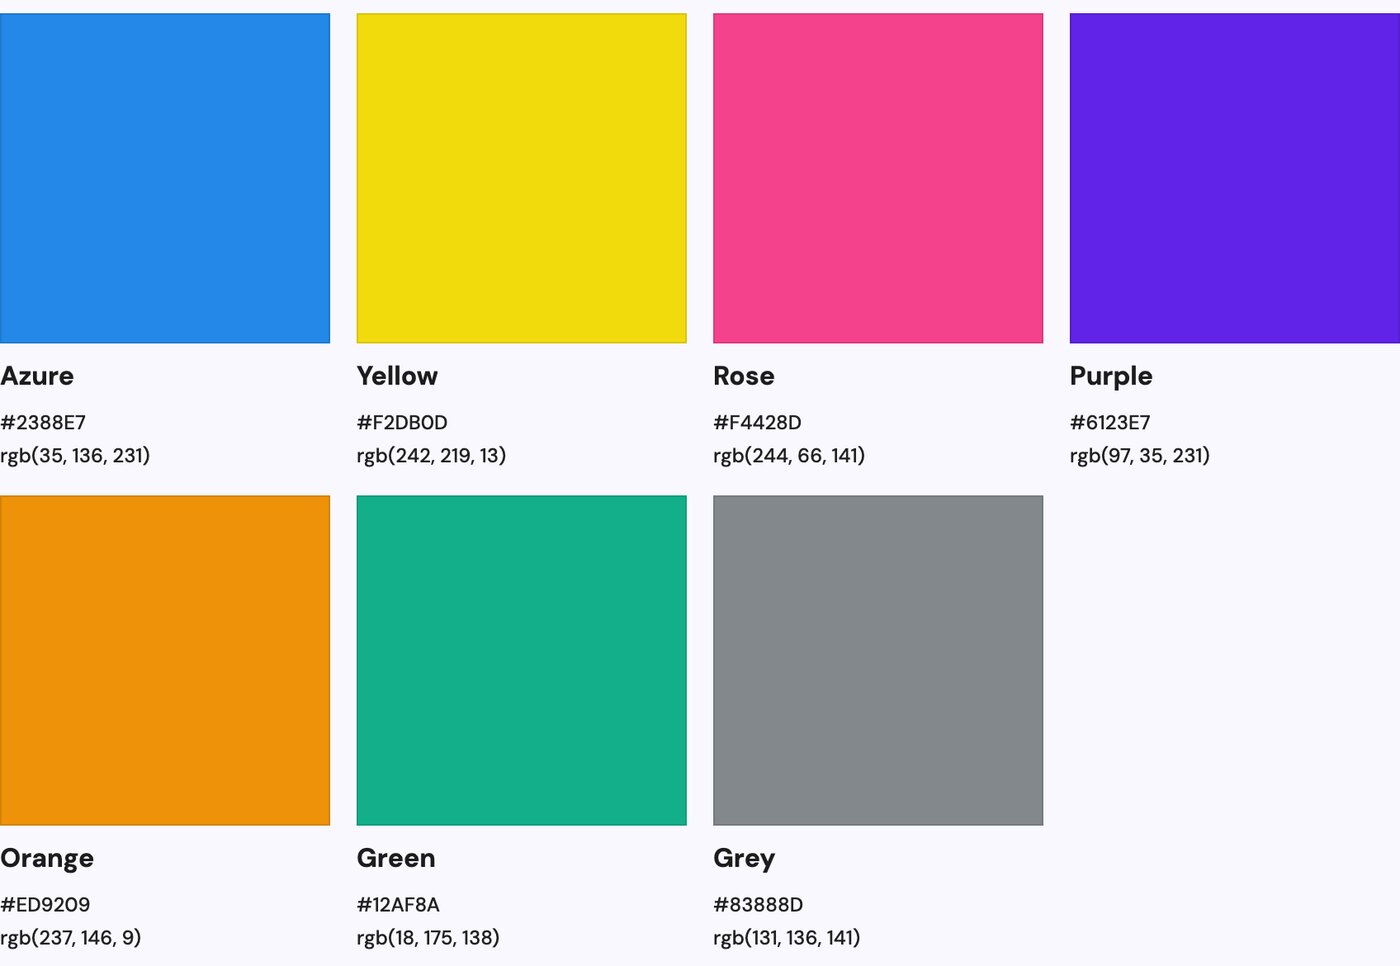 Azure
#2388E7
rgb(35, 136, 231)
Yellow
#F2DB0D
rgb(242, 219, 13)
Rose
#F4428D
rgb(244, 66, 141)
Purple
#6123E7
rgb(97, 35, 231)
Orange
#ED9209
rgb(237, 146, 9)
Green
#12AF8A
rgb(18, 175, 138)
Grey
#83888D
rgb(131, 136, 141)